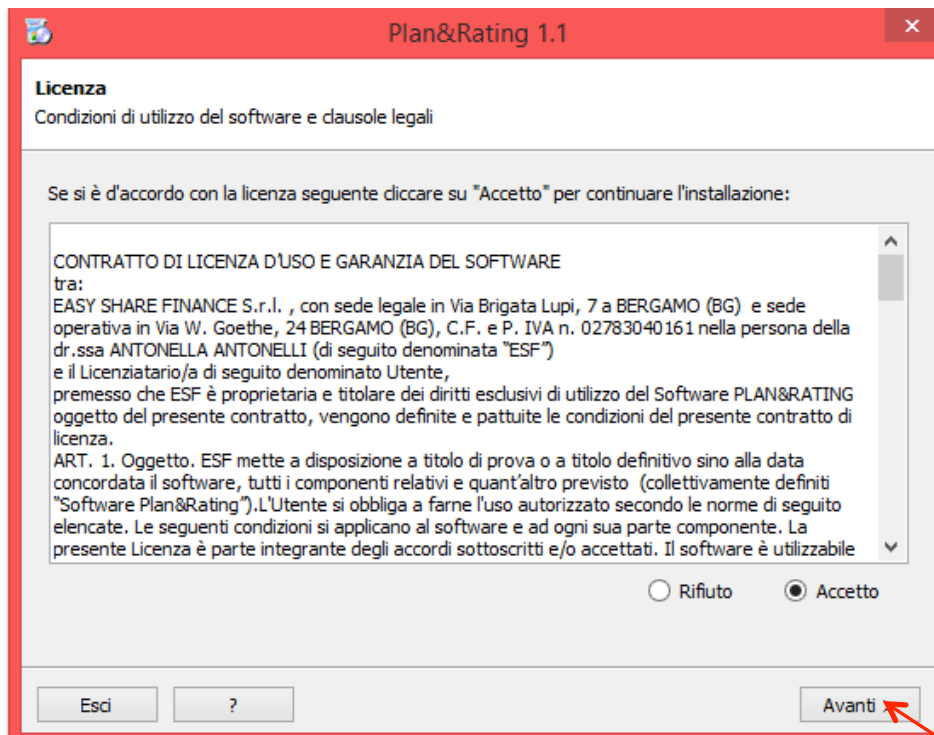 Plan&Rating 1.1
Licenza
Condizioni di utilizzo del software e clausole legali
Se si è d'accordo con la licenza seguente cliccare su "Accetto" per continuare l'installazione:
CONTRATTO DI LICENZA D'USO E GARANZIA DEL SOFTWARE
tra:
EASY SHARE FINANCE S.r.l. , con sede legale in Via Brigata Lupi, 7 a BERGAMO (BG) e sede
operativa in Via W. Goethe, 24 BERGAMO (BG), C.F. e P. IVA n. 02783040161 nella persona della
dr.ssa ANTONELLA ANTONELLI (di seguito denominata "ESF")
e il Licenziatario/a di seguito denominato Utente,
premesso che ESF è proprietaria e titolare dei diritti esclusivi di utilizzo del Software PLAN&RATING
oggetto del presente contratto, vengono definite e pattuite le condizioni del presente contratto di
licenza.
ART. 1. Oggetto. ESF mette a disposizione a titolo di prova o a titolo definitivo sino alla data
concordata il software, tutti i componenti relativi e quant'altro previsto (collettivamente definiti
"Software Plan&Rating").L'Utente si obbliga a farne l'uso autorizzato secondo le norme di seguito
elencate. Le seguenti condizioni si applicano al software e ad ogni sua parte componente. La
presente Licenza è parte integrante degli accordi sottoscritti e/o accettati. Il software è utilizzabile
Rifiuto Accetto
Esci ? Avanti